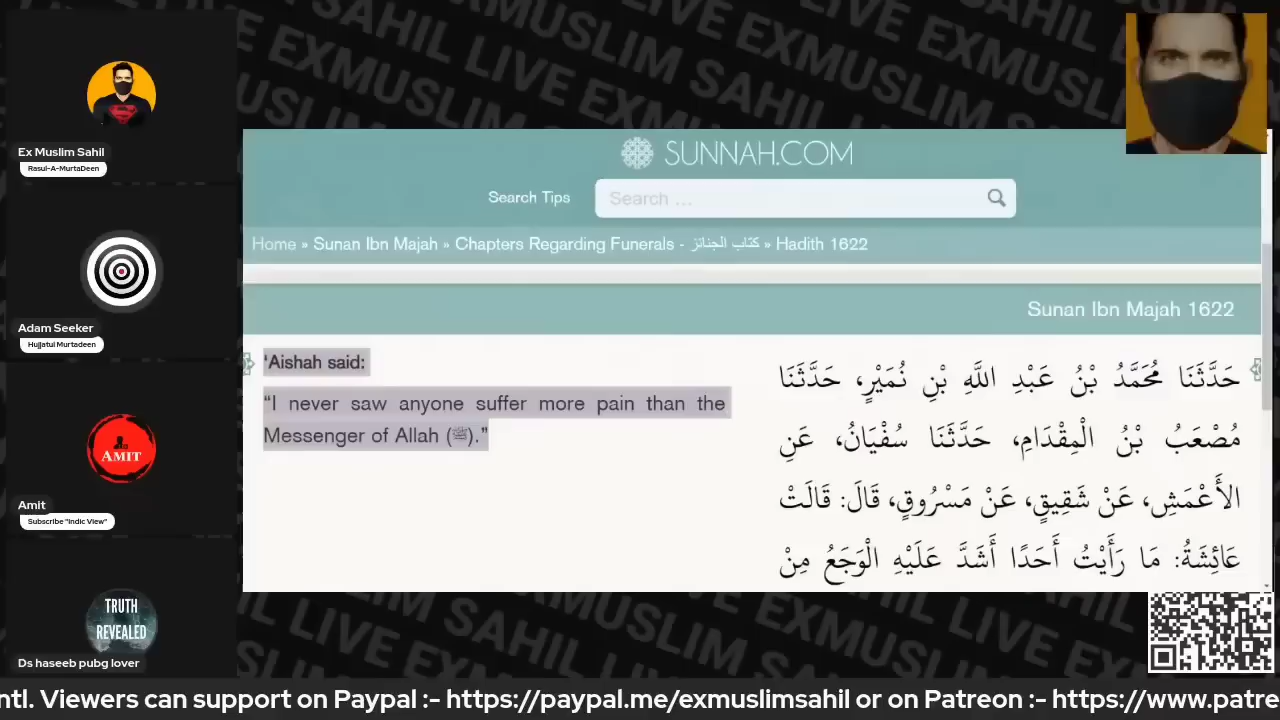 Ex Muslim Sahil
Rasul-A-MurtaDeen
Adam Seeker
Hujjatul Murtadeen
AMIT
Amit
Subscribe "Indic View"
TRUTH
REVEALED
Ds haseeb pubg lover
SUNNAH.COM
Search Tips
Search ...
Home » Sunan Ibn Majah » Chapters Regarding Funerals - كتاب الجنائز » Hadith 1622
Sunan Ibn Majah 1622
'Aishah said:
“I never saw anyone suffer more pain than the
Messenger of Allah (ﷺ).”
حَدَّثَنَا مُحَمَّدُ بْنُ عَبْدِ اللَّهِ بْنِ نُمَيْرٍ، حَدَّثَنَا
مُصْعَبُ بْنُ الْمِقْدَامِ، حَدَّثَنَا سُفْيَانُ، عَنِ
الأَعْمَشِ، عَنْ شَقِيقٍ، عَنْ مَسْرُوقٍ، قَالَ: قَالَتْ
عَائِشَةُ: مَا رَأَيْتُ أَحَدًا أَشَدَّ عَلَيْهِ الْوَجَعُ مِنْ
ntl. Viewers can support on Paypal :- https://paypal.me/exmuslimsahil or on Patreon :- https://www.patre